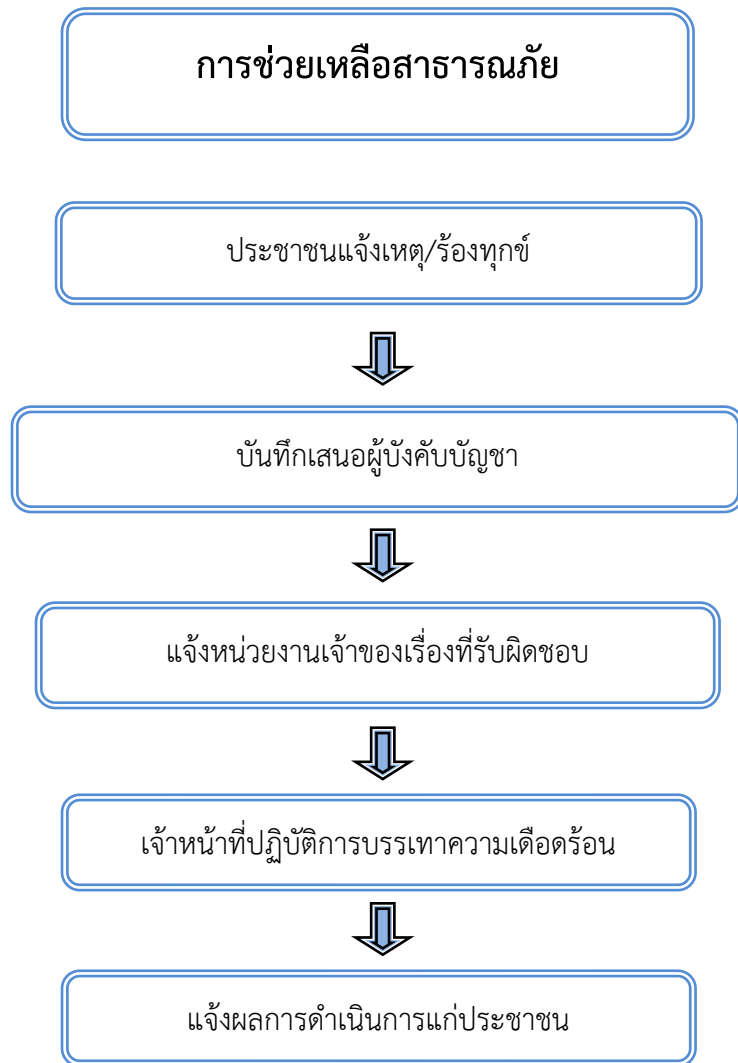 การช่วยเหลือสาธารณภัย
ประชาชนแจ้งเหตุ/ร้องทุกข์
บันทึกเสนอผู้บังคับบัญชา
แจ้งหน่วยงานเจ้าของเรื่องที่รับผิดชอบ
เจ้าหน้าที่ปฏิบัติการบรรเทาความเดือดร้อน
แจ้งผลการดำเนินการแก่ประชาชน